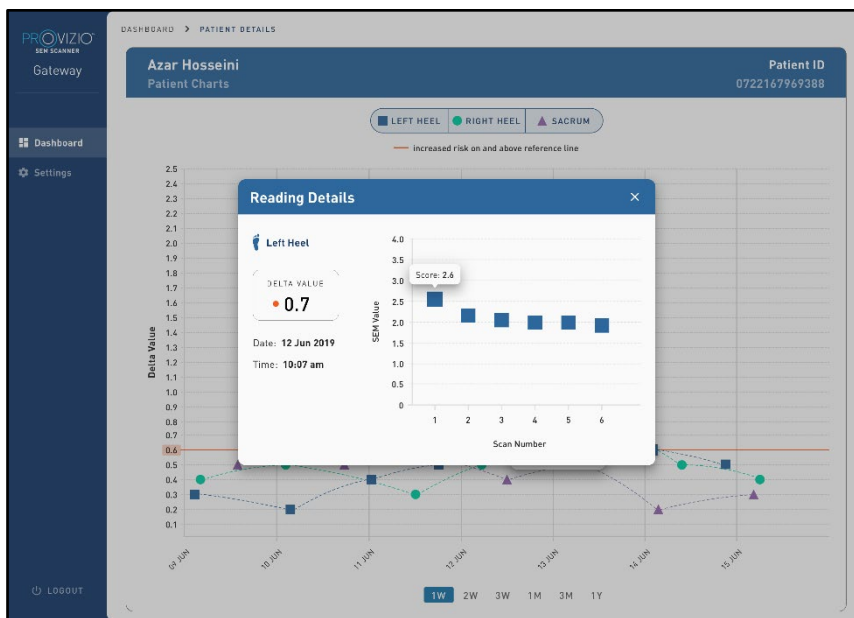 DASHBOARD > PATIENT DETAILS
PROVIZIO®
SEM SCANNER
Gateway
Dashboard
Settings
LOGOUT
Azar Hosseini
Patient Charts
Patient ID
0722167969388
LEFT HEEL
RIGHT HEEL
SACRUM
increased risk on and above reference line
Delta Value
2.5
2.4
2.3
2.2
2.1
2.0
1.9
1.8
1.7
1.6
1.5
1.4
1.3
1.2
1.1
1.0
0.9
0.8
0.7
0.6
0.5
0.4
0.3
0.2
0.1
09 JUN
10 JUN
11 JUN
12 JUN
13 JUN
14 JUN
15 JUN
Reading Details
×
Left Heel
DELTA VALUE
0.7
Date: 12 Jun 2019
Time: 10:07 am
SEM Value
4.0
3.5
3.0
2.5
2.0
1.5
1.0
0.5
0
Score: 2.6
1 2 3 4 5 6
Scan Number
1W 2W 3W 1M 3M 1Y